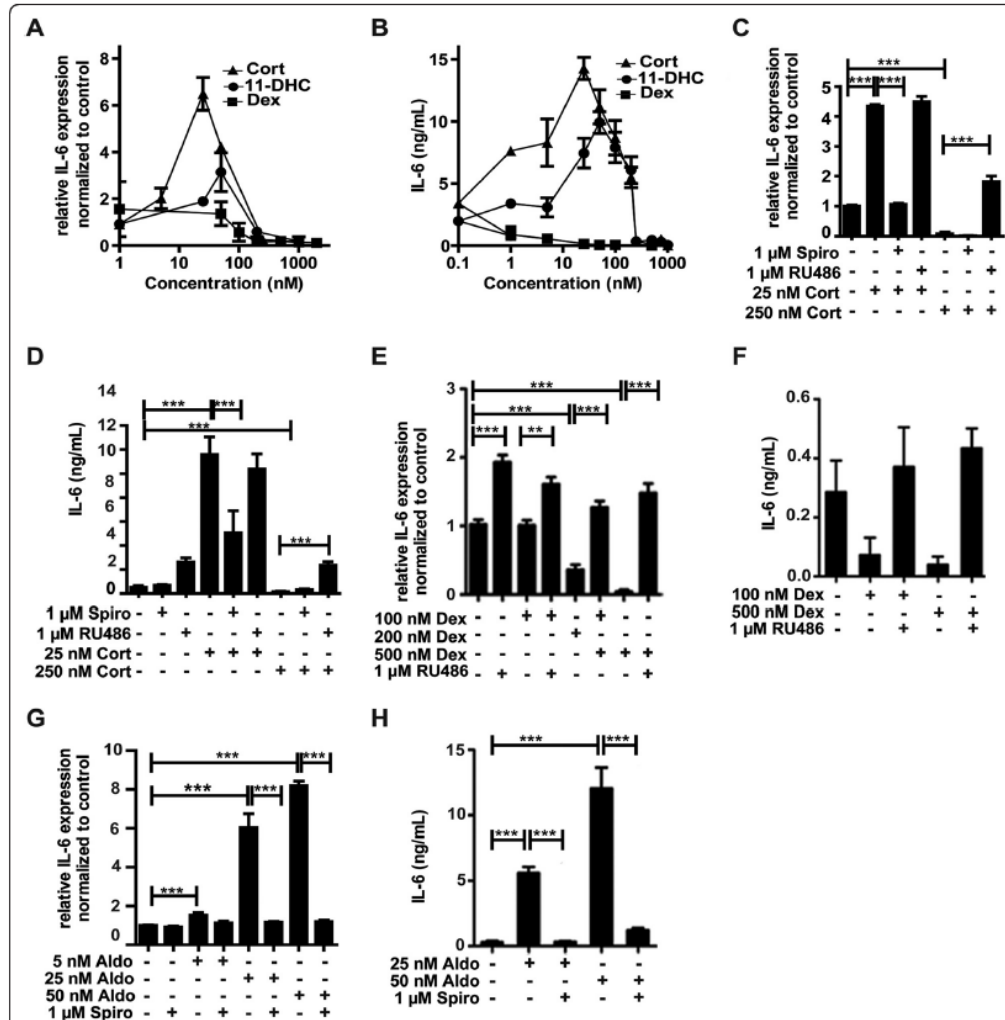 A
relative IL-6 expression
normalized to control
8
6
4
2
0
Cort
11-DHC
Dex
1 10 100 1000
Concentration (nM)
B
IL-6 (ng/mL)
15
10
5
0
Cort
11-DHC
Dex
0.1 1 10 100 1000
Concentration (nM)
C
relative IL-6 expression
normalized to control
5
4
3
2
1
0
***
*** ***
***
1 µM Spiro - - + - - + -
1 µM RU486 - - - + - - +
25 nM Cort - + + + - - -
250 nM Cort - - - - + + +
D
IL-6 (ng/mL)
14
10
8
6
4
2
0
*** ***
***
***
1 µM Spiro - + - - + - - + -
1 µM RU486 - - + - - + - - +
25 nM Cort - - - + + + - - -
250 nM Cort - - - - - - + + +
E
relative IL-6 expression
normalized to control
3
2
1
0
*** ***
*** ***
*** **
100 nM Dex - - + + - + - -
200 nM Dex - - - - + - - -
500 nM Dex - - - - - + + +
1 µM RU486 - + - + - - - +
F
IL-6 (ng/mL)
0.6
0.4
0.2
0.0
100 nM Dex - + + - -
500 nM Dex - - - + +
1 µM RU486 - - + - +
G
relative IL-6 expression
normalized to control
10
8
6
4
2
0
*** ***
*** ***
***
5 nM Aldo - - + + - - - -
25 nM Aldo - - - - + + - -
50 nM Aldo - - - - - - + +
1 µM Spiro - + - + - + - +
H
IL-6 (ng/mL)
15
10
5
0
*** ***
*** ***
25 nM Aldo - + + - -
50 nM Aldo - - - + +
1 µM Spiro - - + - +